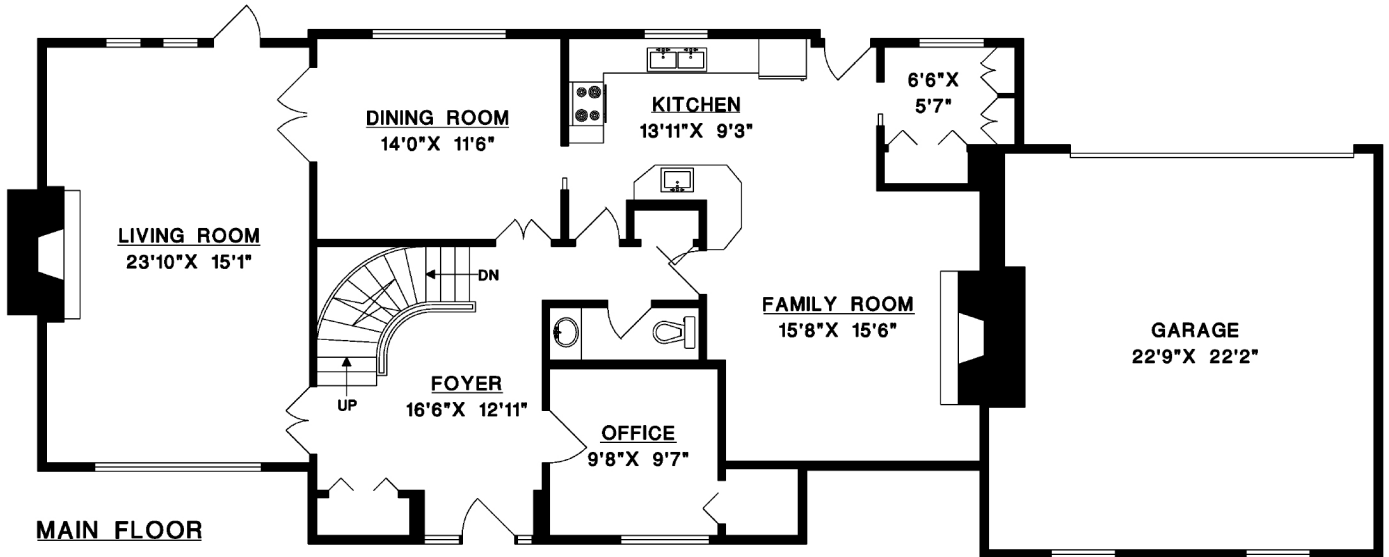 6'6"X
5'7"
KITCHEN
13'11"X 9'3"
DINING ROOM
14'0"X 11'6"
LIVING ROOM
23'10"X 15'1"
DN
FAMILY ROOM
15'8"X 15'6"
GARAGE
22'9"X 22'2"
UP
FOYER
16'6"X 12'11"
OFFICE
9'8"X 9'7"
MAIN FLOOR